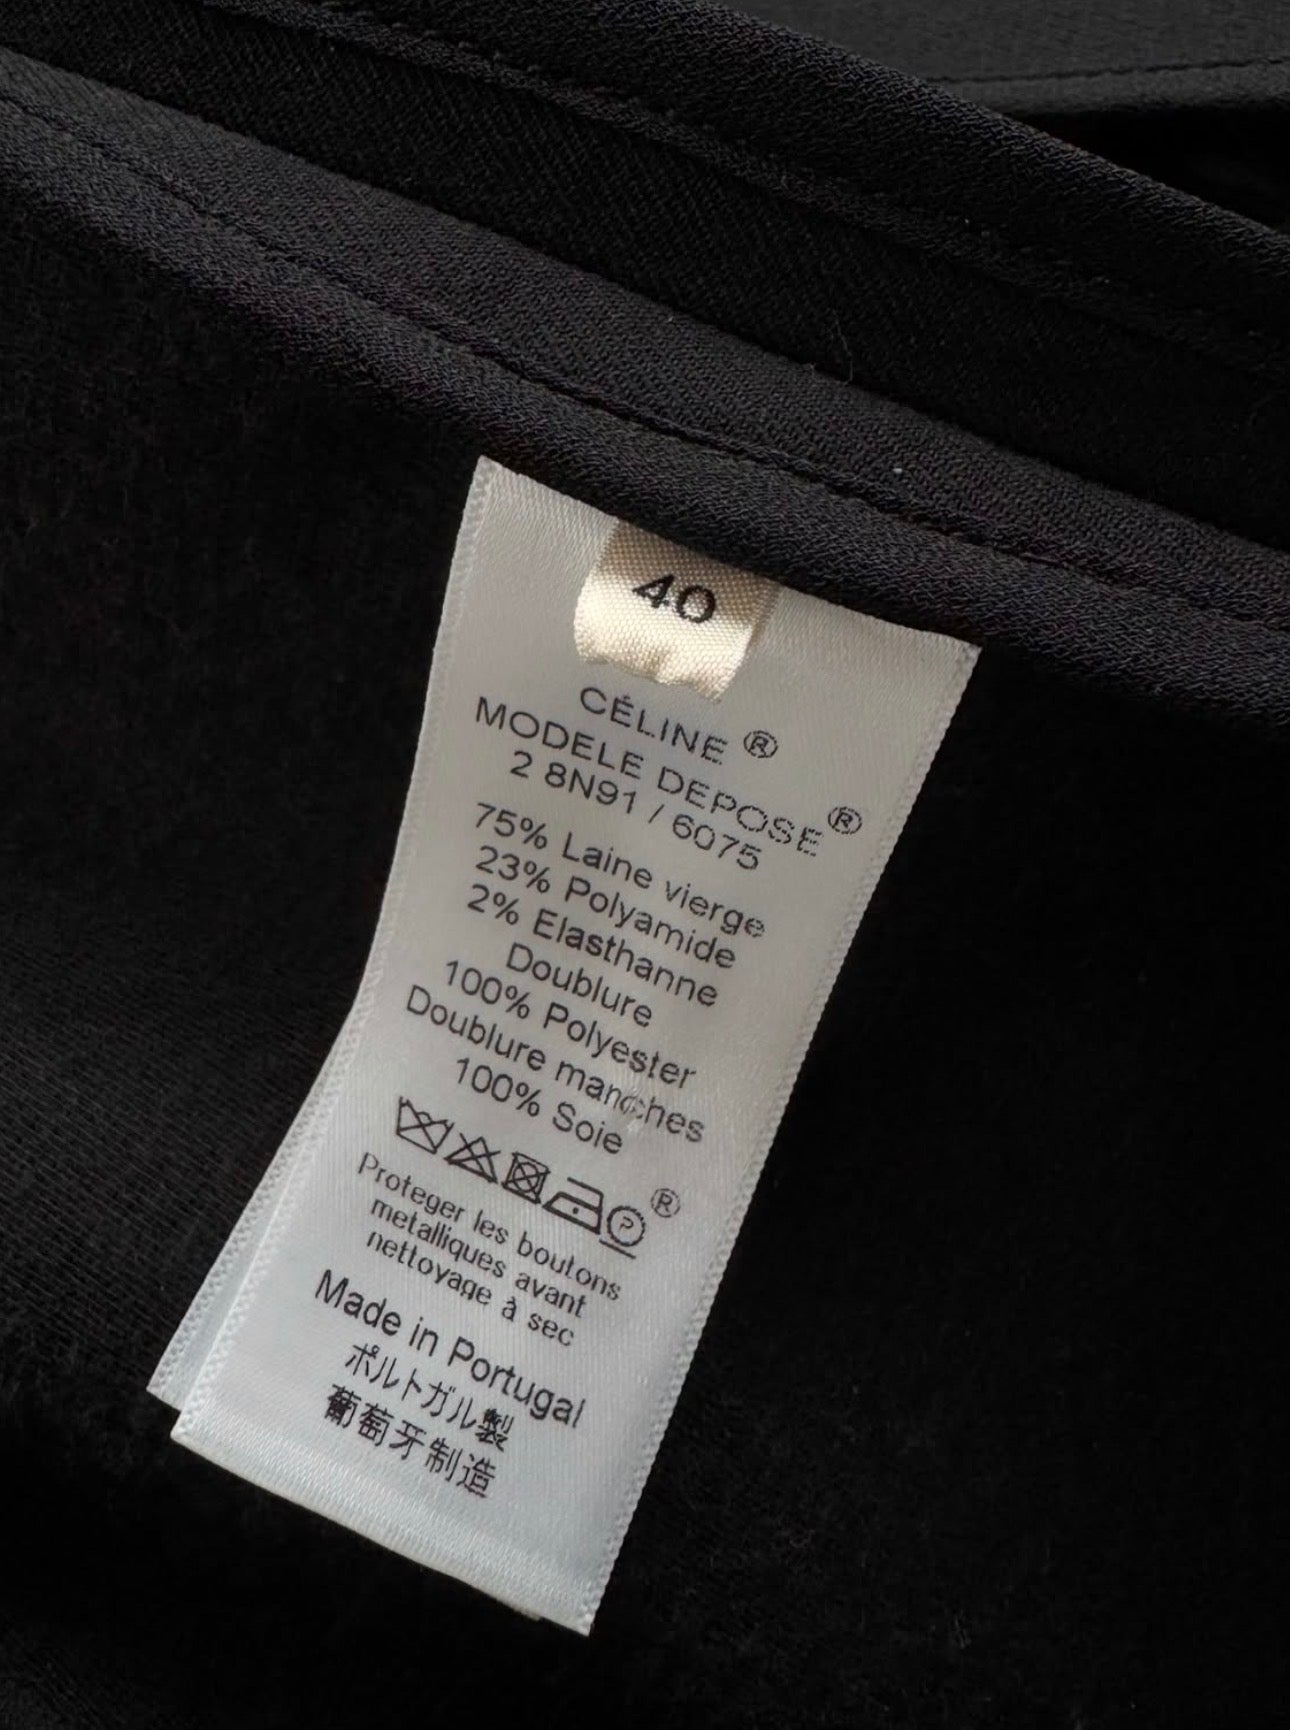 40
CÉLINE ®
MODELE DEPOSE ®
2 8N91 / 6075
75% Laine vierge
23% Polyamide
2% Elasthanne
Doublure
100% Polyester
Doublure manches
100% Soie
P ®
Proteger les boutons
metalliques avant
nettoyage à sec
Made in Portugal
ポルトガル製
葡萄牙制造